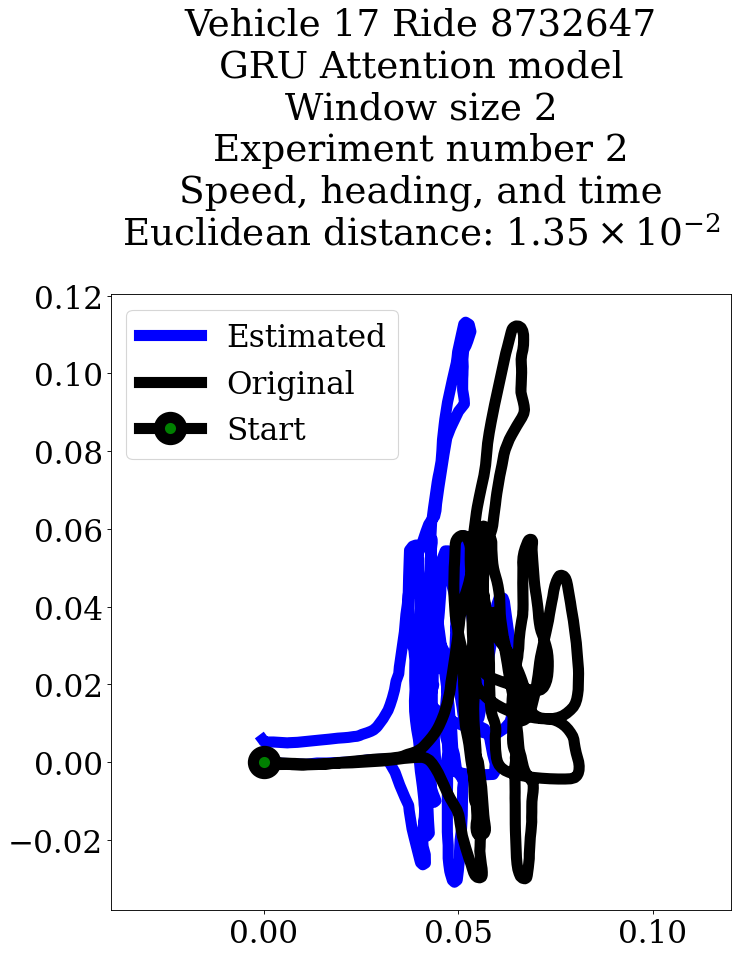 Vehicle 17 Ride 8732647
GRU Attention model
Window size 2
Experiment number 2
Speed, heading, and time
Euclidean distance: 1.35 × 10⁻²
Estimated
Original
Start
0.12
0.10
0.08
0.06
0.04
0.02
0.00
−0.02
0.00 0.05 0.10